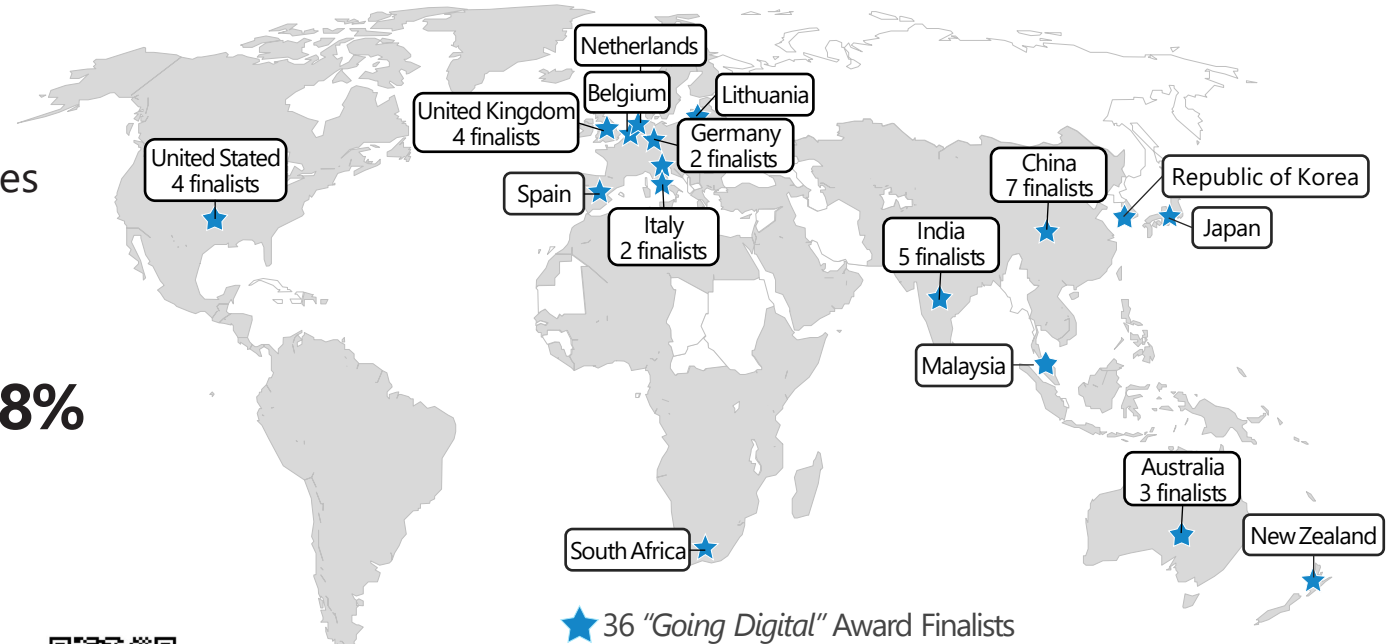 Netherlands
Belgium
Lithuania
United Kingdom
4 finalists
Germany
2 finalists
United Stated
4 finalists
es
China
7 finalists
Republic of Korea
Spain
Italy
2 finalists
India
5 finalists
Japan
Malaysia
8%
Australia
3 finalists
South Africa
New Zealand
36 "Going Digital" Award Finalists